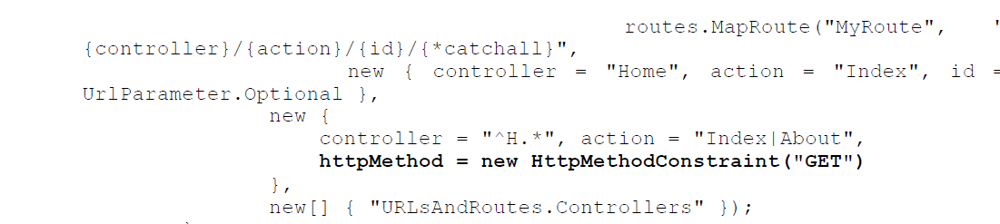 routes.MapRoute("MyRoute", "
{controller}/{action}/{id}/{*catchall}",
new { controller = "Home", action = "Index", id =
UrlParameter.Optional },
new {
controller = "^H.*", action = "Index|About",
httpMethod = new HttpMethodConstraint("GET")
},
new[] { "URLsAndRoutes.Controllers" });